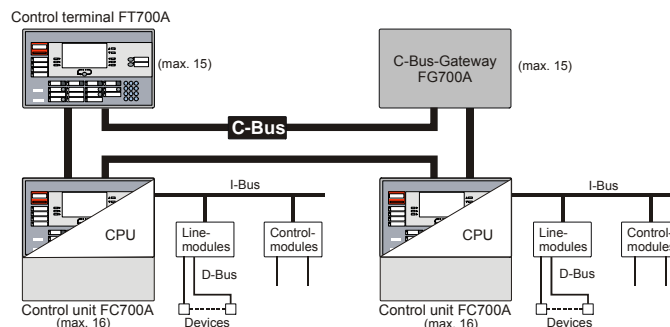 Control terminal FT700A
(max. 15)
C-Bus-Gateway
FG700A
(max. 15)
C-Bus
CPU
I-Bus
Line-
modules
Control-
modules
D-Bus
Devices
Control unit FC700A
(max. 16)
CPU
I-Bus
Line-
modules
Control-
modules
D-Bus
Devices
Control unit FC700A
(max. 16)